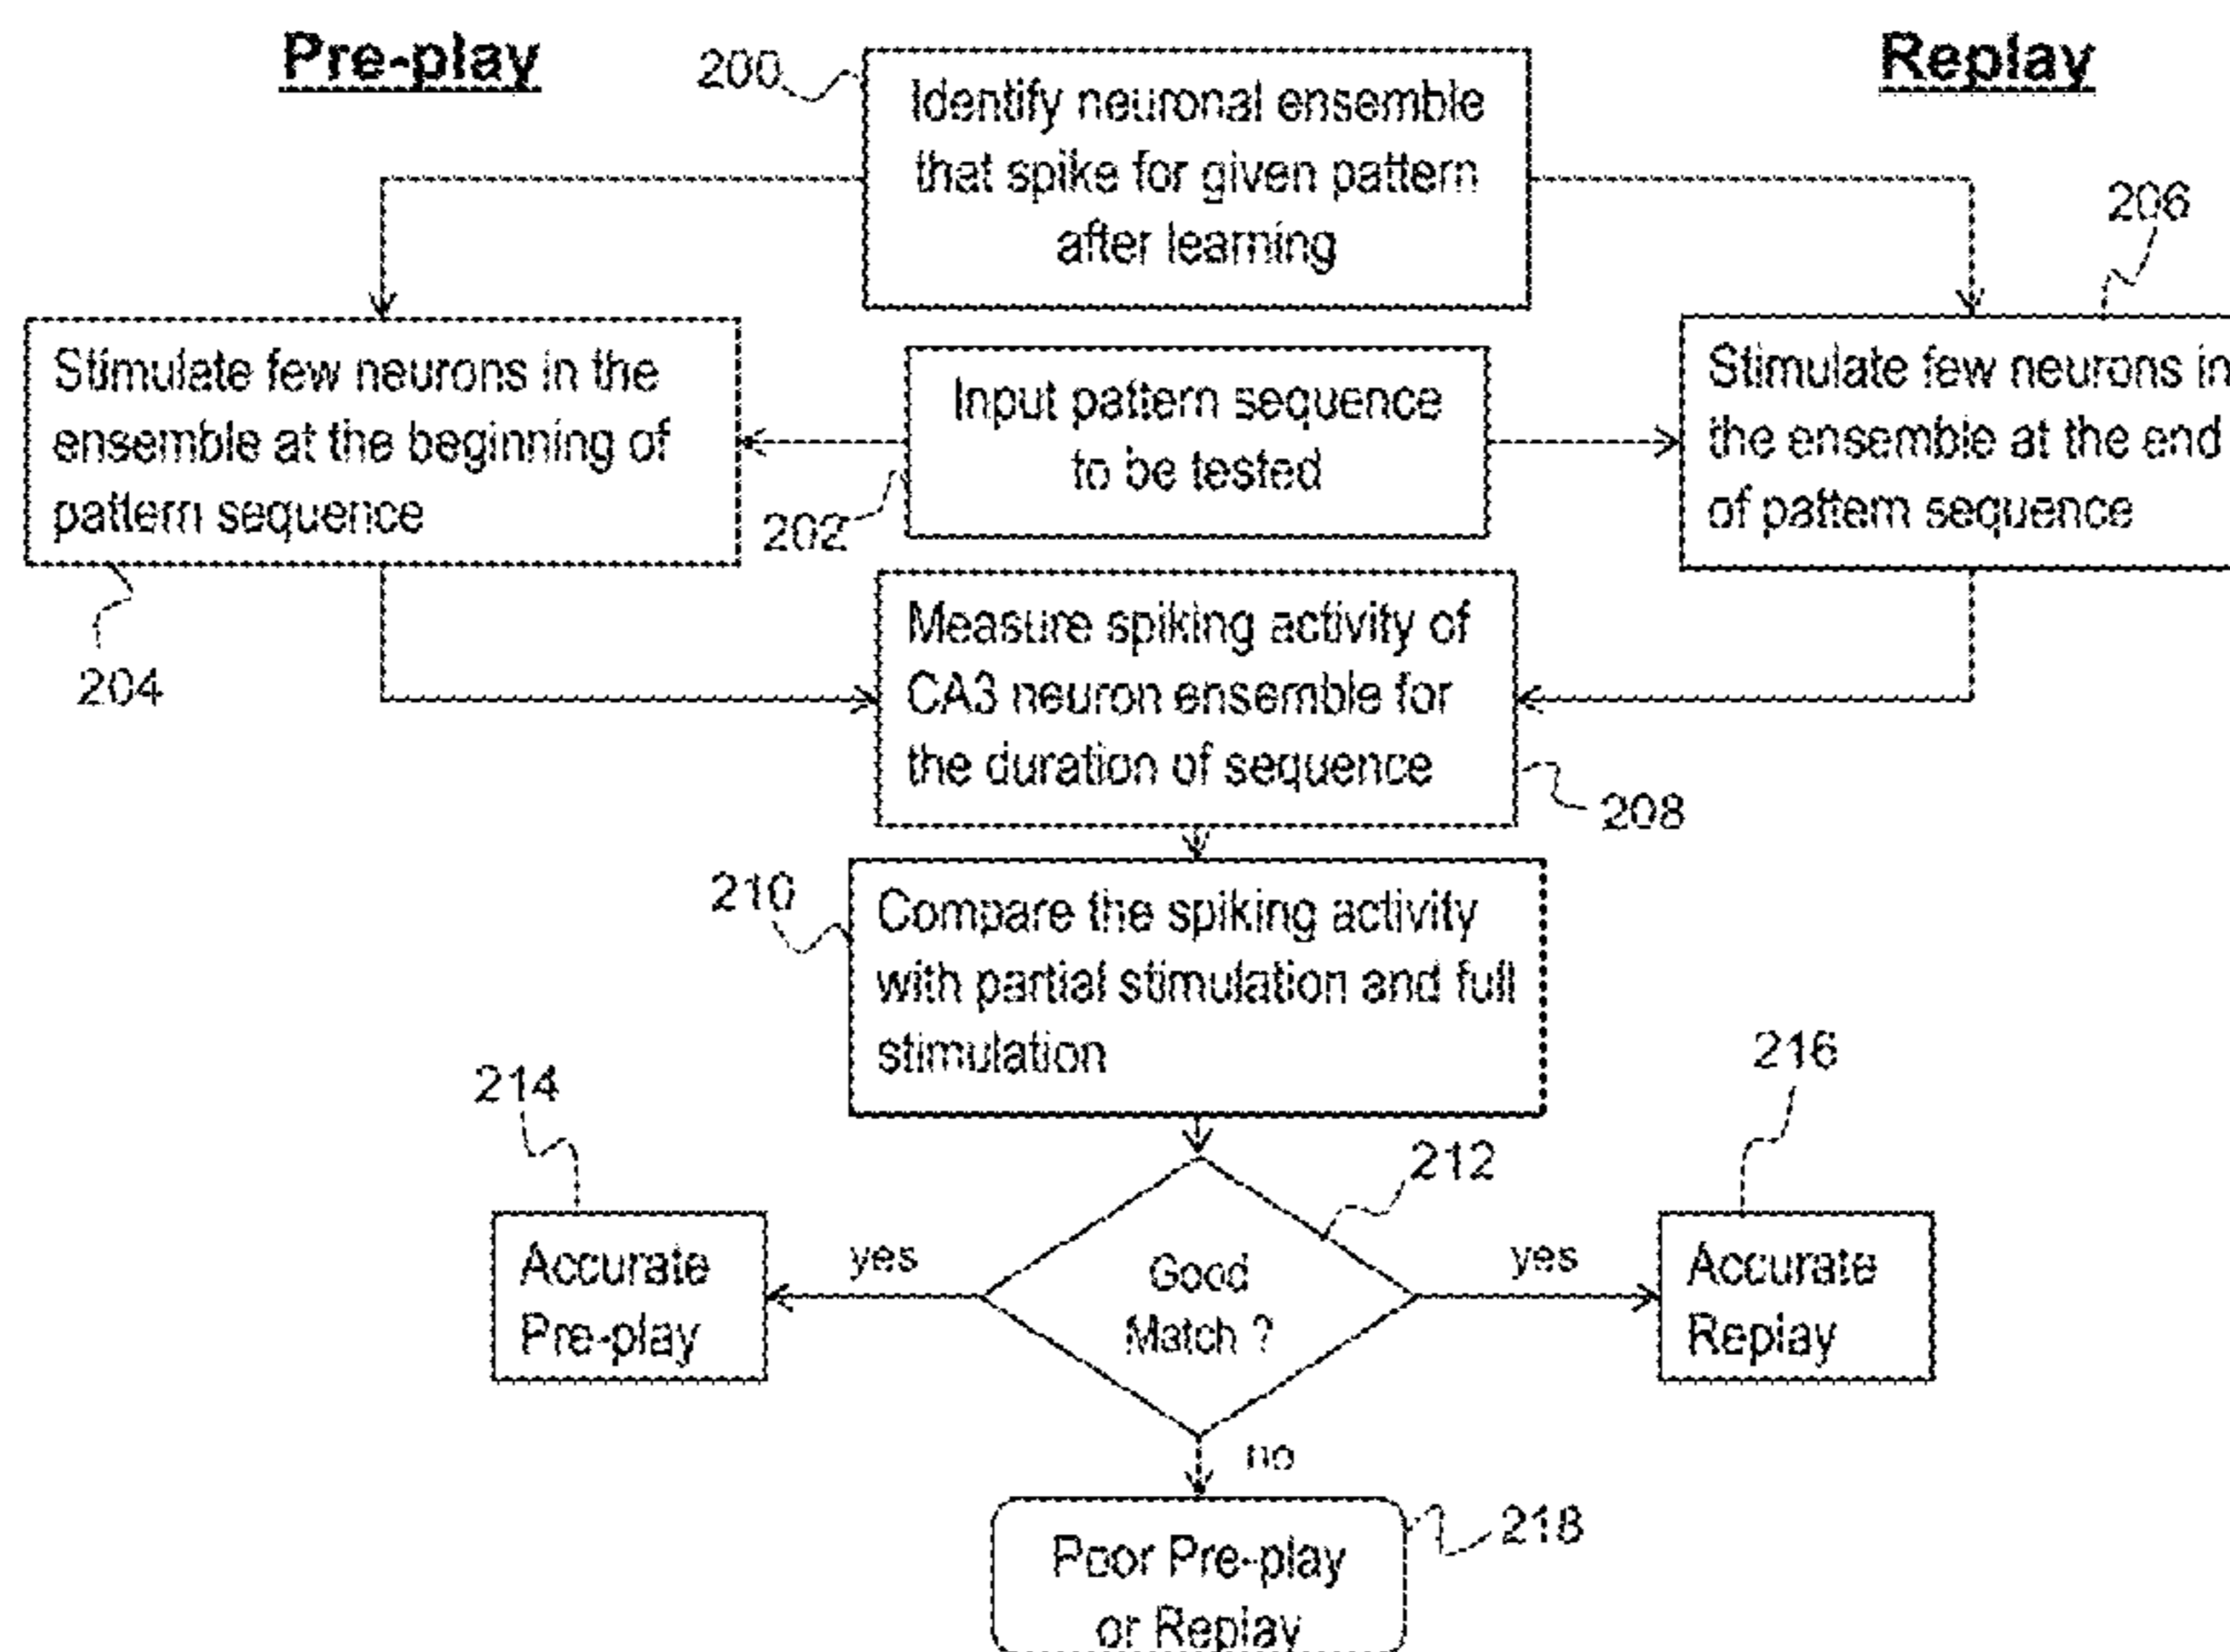 Pre-play
200
Identify neuronal ensemble
that spike for given pattern
after learning
Replay
206
Stimulate few neurons in the
ensemble at the beginning of
pattern sequence
204
Input pattern sequence
to be tested
202
Stimulate few neurons in
the ensemble at the end
of pattern sequence
Measure spiking activity of
CA3 neuron ensemble for
the duration of sequence
208
210
Compare the spiking activity
with partial stimulation and full
stimulation
214
212
216
Accurate
Pre-play
yes
Good
Match ?
yes
Accurate
Replay
no
Poor Pre-play
or Replay
218